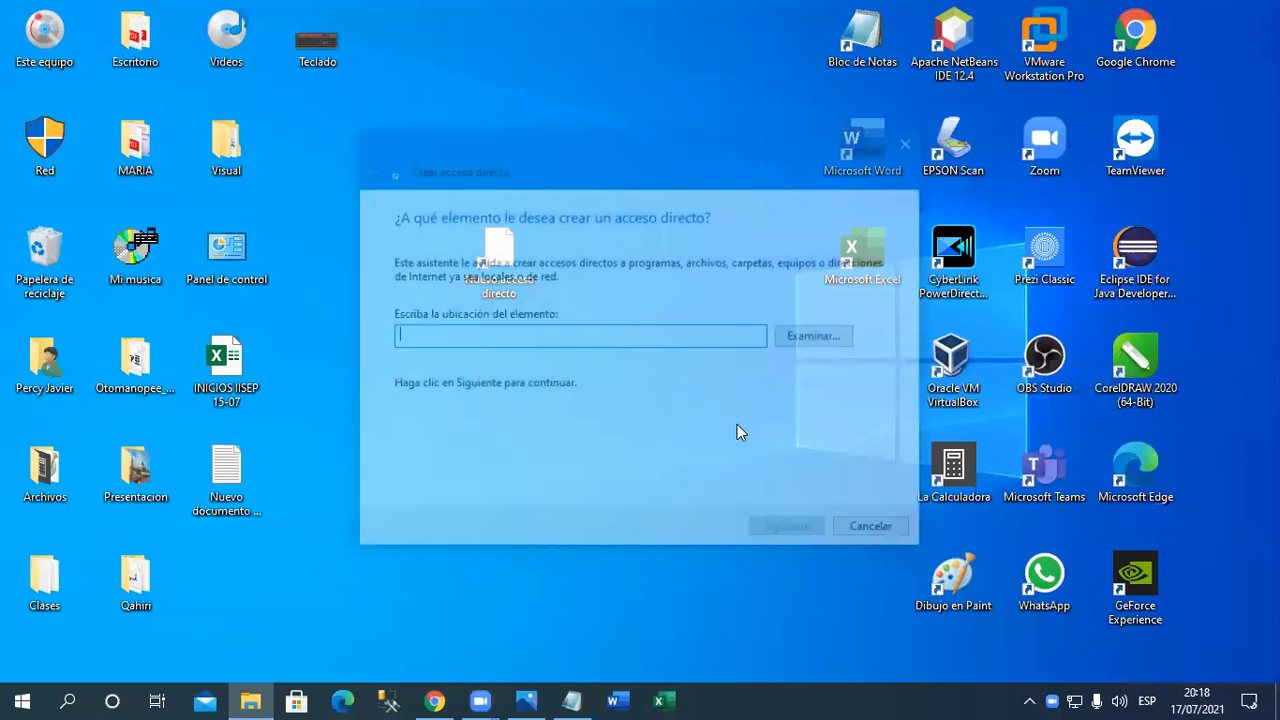 Este equipo
Escritorio
Videos
Teclado
Bloc de Notas
Apache NetBeans
IDE 12.4
VMware
Workstation Pro
Google Chrome
Red
MARIA
Visual
Microsoft Word
EPSON Scan
Zoom
TeamViewer
Papelera de
reciclaje
Mi musica
Panel de control
Nuevo acceso
directo
Microsoft Excel
CyberLink
PowerDirect...
Prezi Classic
Eclipse IDE for
Java Developer...
Percy Javier
Otomanopee_...
INICIOS IISEP
15-07
Oracle VM
VirtualBox
OBS Studio
CorelDRAW 2020
(64-Bit)
Archivos
Presentacion
Nuevo
documento ...
La Calculadora
Microsoft Teams
Microsoft Edge
Clases
Qahiri
Dibujo en Paint
WhatsApp
GeForce
Experience
Crear acceso directo
¿A qué elemento le desea crear un acceso directo?
Este asistente le ayuda a crear accesos directos a programas, archivos, carpetas, equipos o direcciones
de Internet ya sea locales o de red.
Escriba la ubicación del elemento:
Examinar...
Haga clic en Siguiente para continuar.
Siguiente
Cancelar
ESP
20:18
17/07/2021